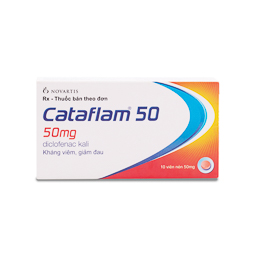 NOVARTIS
Rx - Thuốc bán theo đơn
Cataflam® 50
50mg
diclofenac kali
Kháng viêm, giảm đau
10 viên nén 50mg